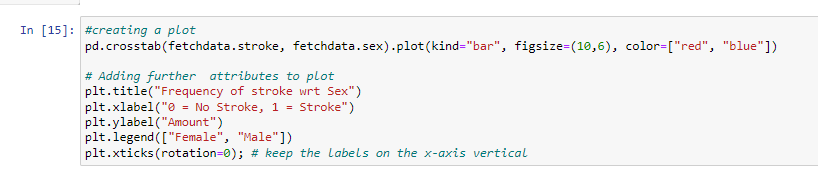 In [15]: #creating a plot
pd.crosstab(fetchdata.stroke, fetchdata.sex).plot(kind="bar", figsize=(10,6), color=["red", "blue"])
# Adding further  attributes to plot
plt.title("Frequency of stroke wrt Sex")
plt.xlabel("0 = No Stroke, 1 = Stroke")
plt.ylabel("Amount")
plt.legend(["Female", "Male"])
plt.xticks(rotation=0); # keep the labels on the x-axis vertical